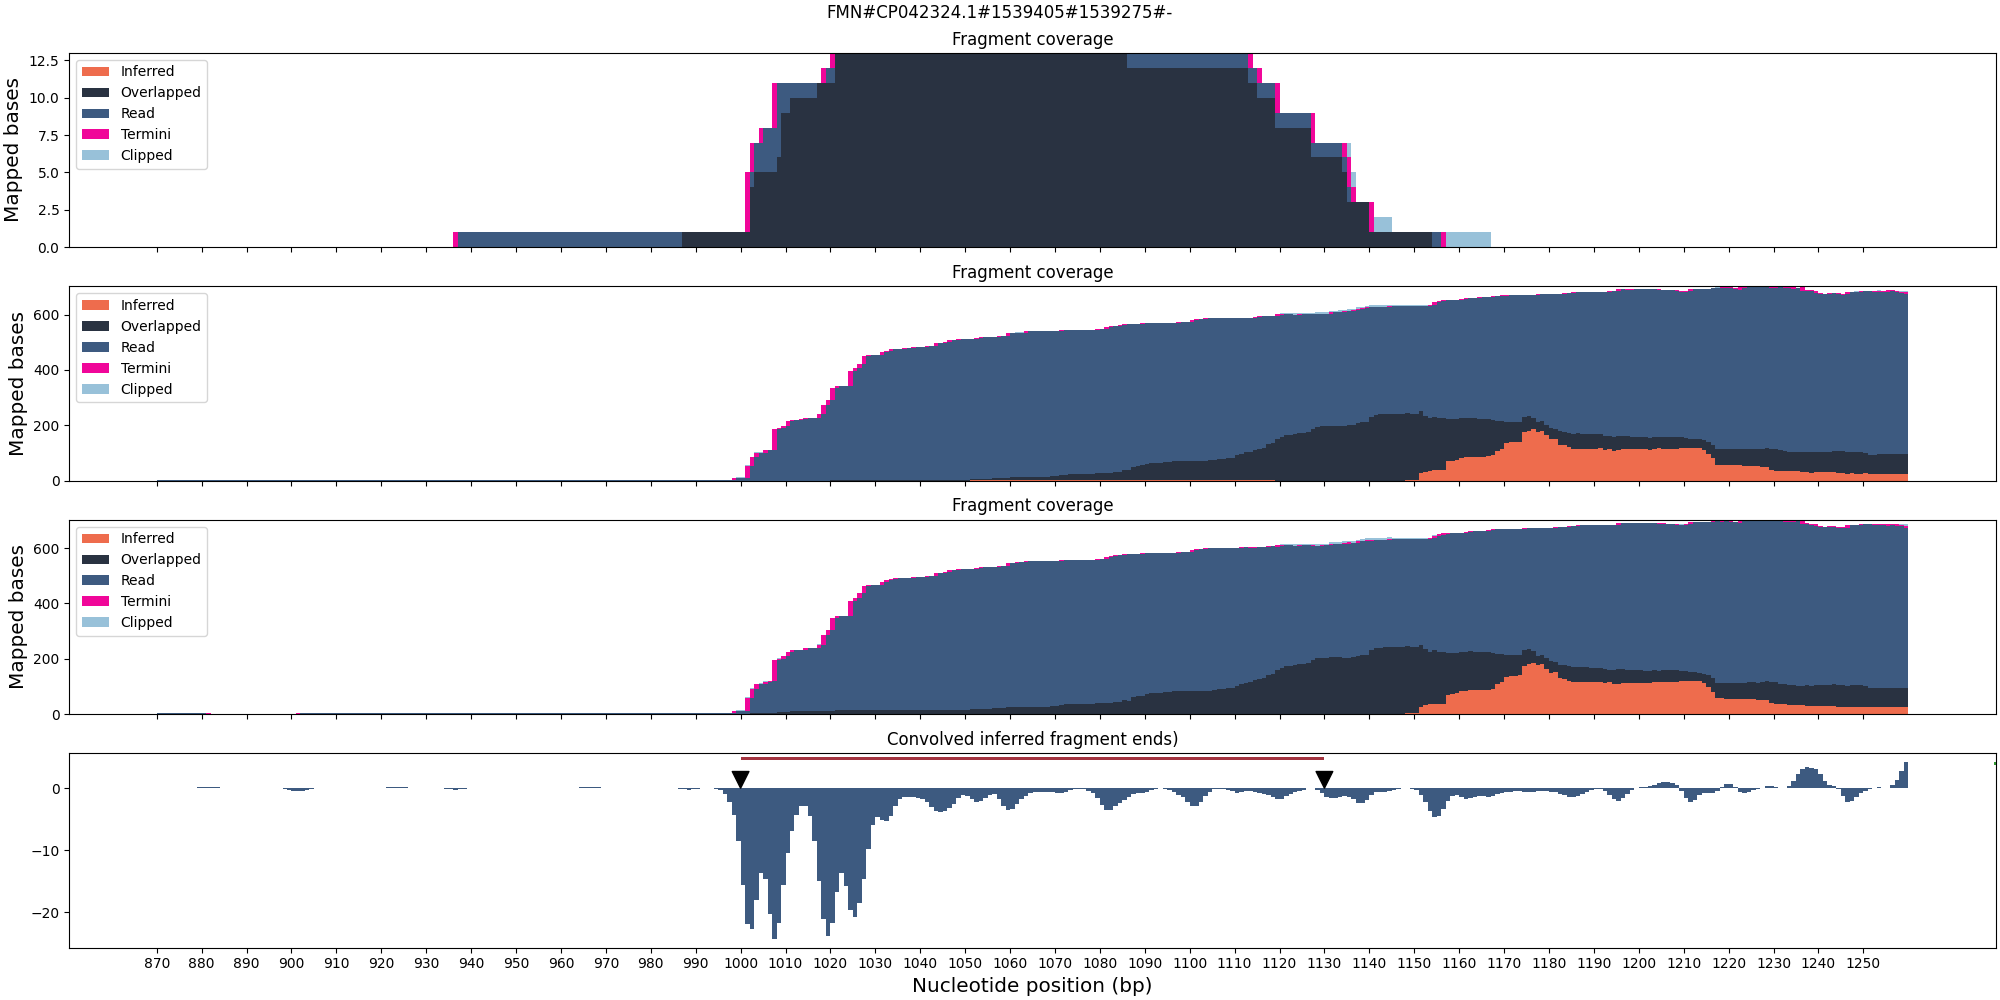 FMN#CP042324.1#1539405#1539275#-
Fragment coverage
Mapped bases
12.5
10.0
7.5
5.0
2.5
0.0
Inferred
Overlapped
Read
Termini
Clipped
Fragment coverage
Mapped bases
600
400
200
0
Inferred
Overlapped
Read
Termini
Clipped
Fragment coverage
Mapped bases
600
400
200
0
Inferred
Overlapped
Read
Termini
Clipped
Convolved inferred fragment ends)
0
−10
−20
870 880 890 900 910 920 930 940 950 960 970 980 990 1000 1010 1020 1030 1040 1050 1060 1070 1080 1090 1100 1110 1120 1130 1140 1150 1160 1170 1180 1190 1200 1210 1220 1230 1240 1250
Nucleotide position (bp)